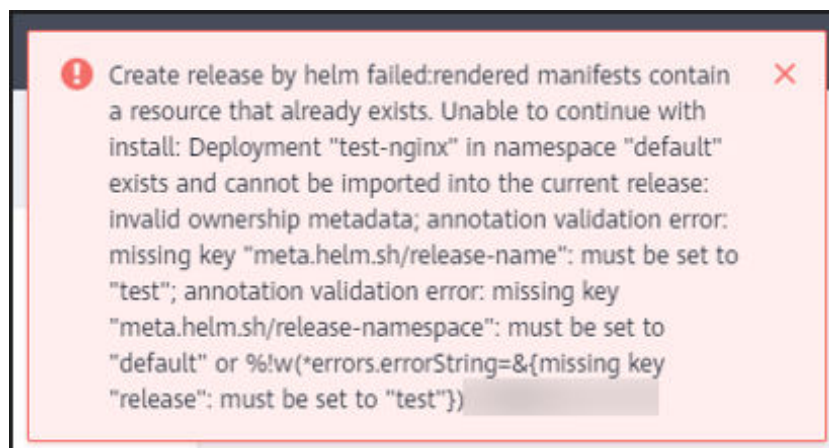 Create release by helm failed:rendered manifests contain
a resource that already exists. Unable to continue with
install: Deployment "test-nginx" in namespace "default"
exists and cannot be imported into the current release:
invalid ownership metadata; annotation validation error:
missing key "meta.helm.sh/release-name": must be set to
"test"; annotation validation error: missing key
"meta.helm.sh/release-namespace": must be set to
"default" or %!w(*errors.errorString=&{missing key
"release": must be set to "test"})